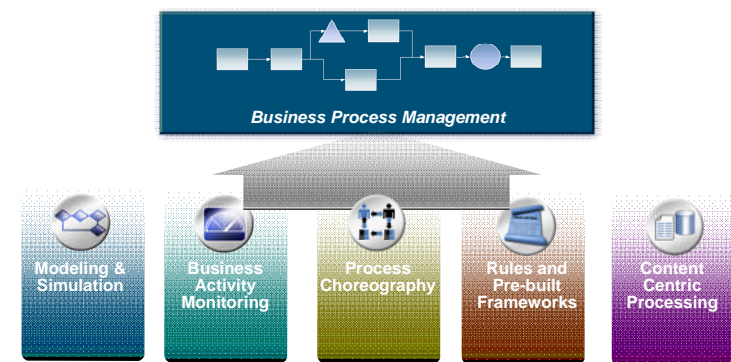 Business Process Management
Modeling &
Simulation
Business
Activity
Monitoring
Process
Choreography
Rules and
Pre-built
Frameworks
Content
Centric
Processing